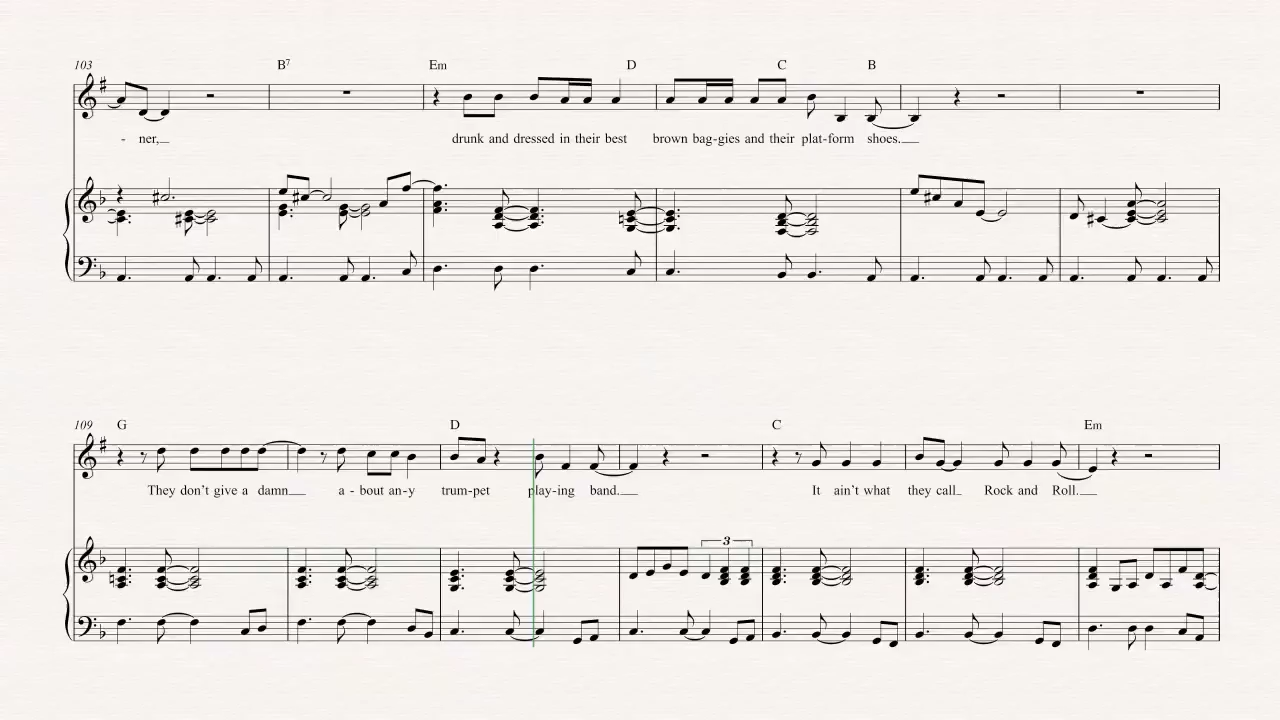 103 B7 Em D C B
- ner, drunk and dressed in their best brown bag-gies and their plat-form shoes.
109 G D C Em
They don't give a damn a - bout an-y trum-pet play-ing band. It ain't what they call Rock and Roll.
3